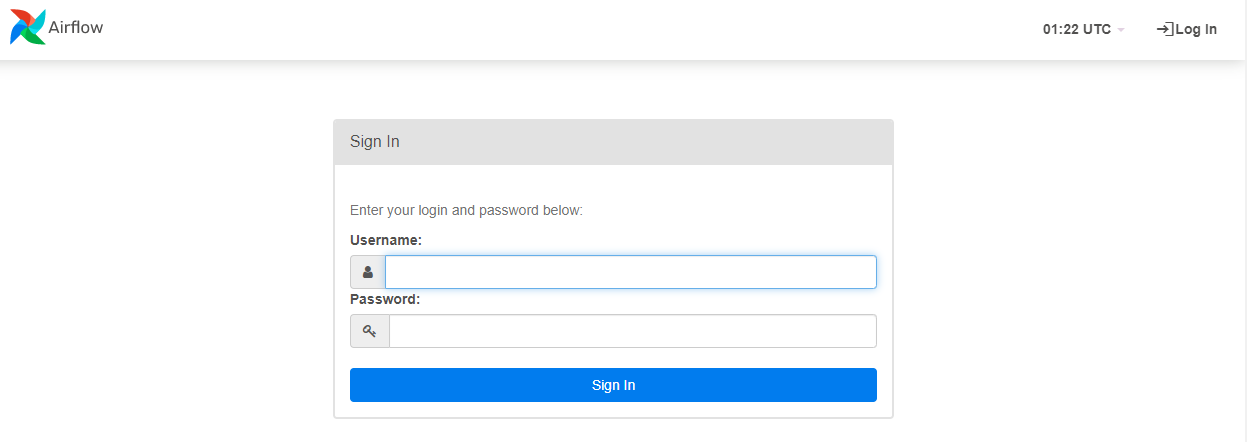 Airflow
01:22 UTC
Log In
Sign In
Enter your login and password below:
Username:
Password:
Sign In